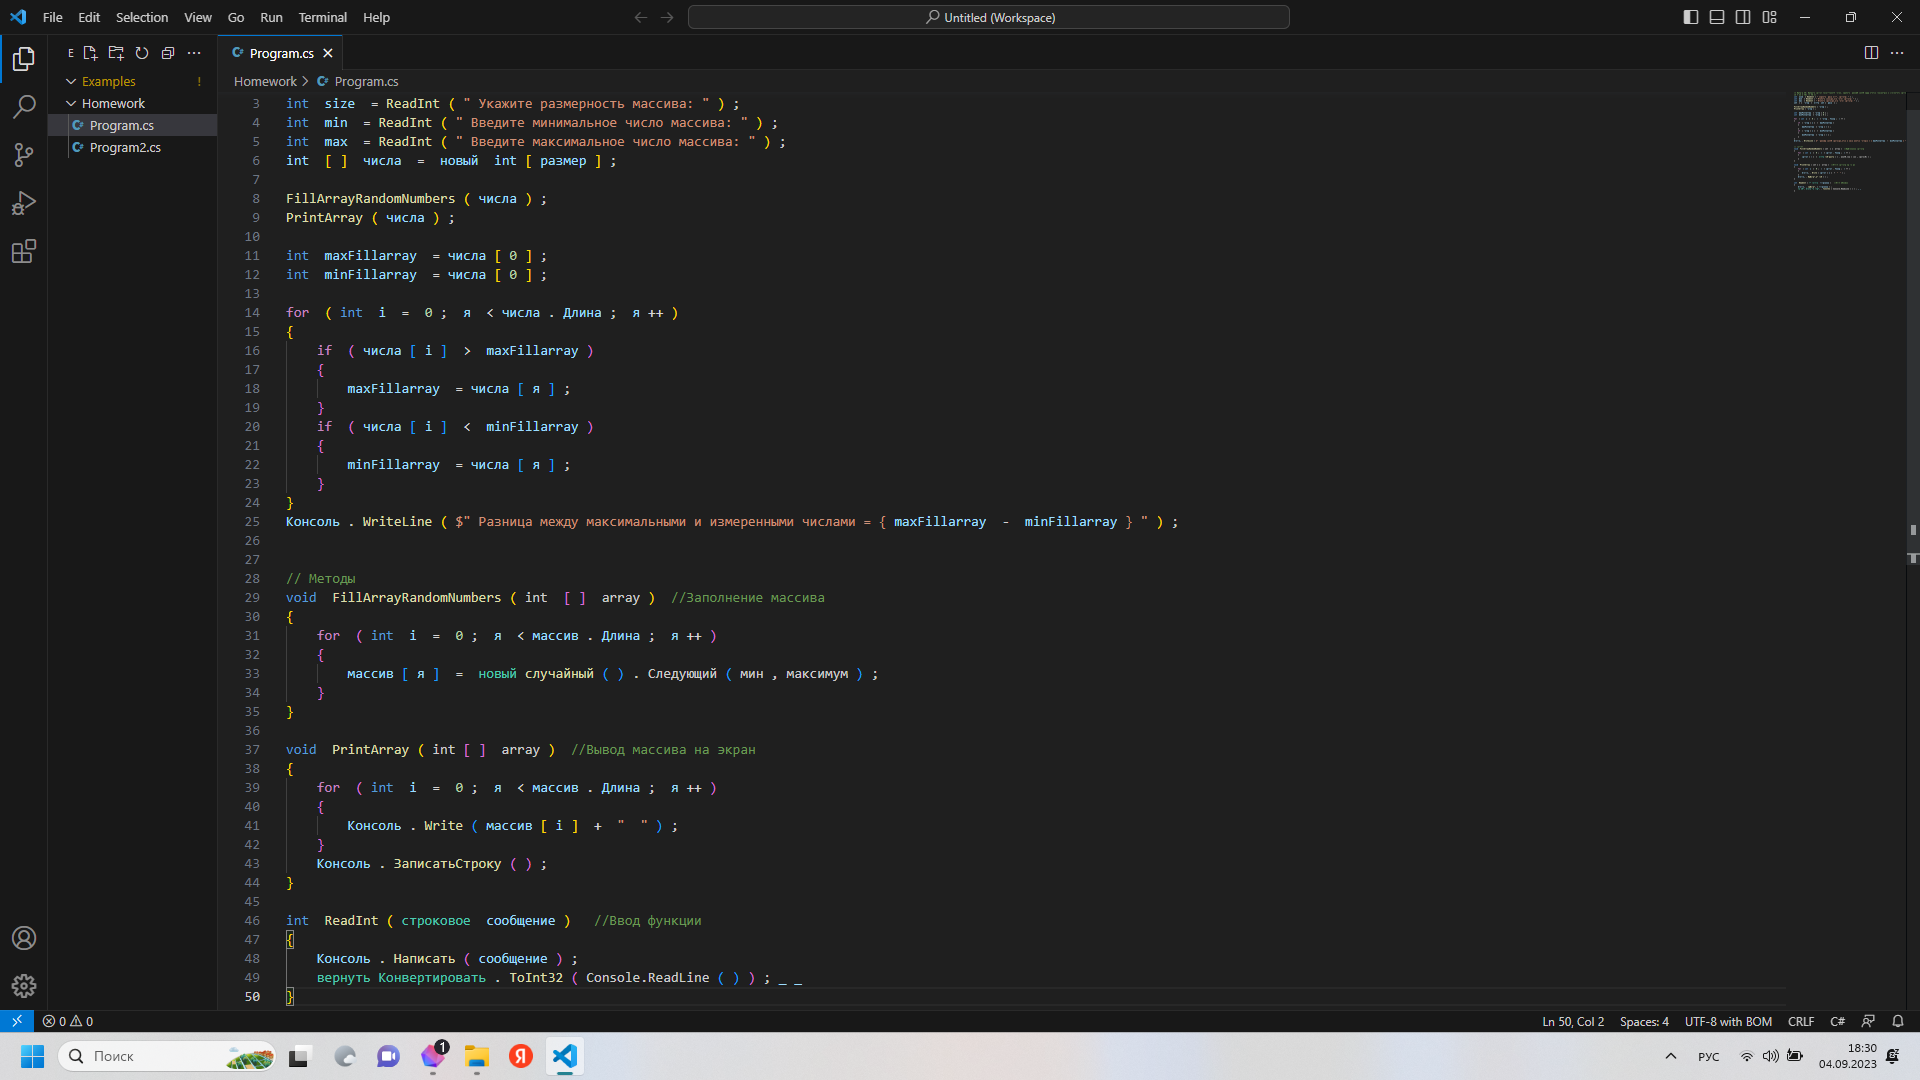 File Edit Selection View Go Run Terminal Help
Untitled (Workspace)
E
Examples !
Homework
Program.cs
Program2.cs
Program.cs
Homework > Program.cs
3 int size = ReadInt ( " Укажите размерность массива: " ) ;
4 int min = ReadInt ( " Введите минимальное число массива: " ) ;
5 int max = ReadInt ( " Введите максимальное число массива: " ) ;
6 int [ ] числа = новый int [ размер ] ;
7
8 FillArrayRandomNumbers ( числа ) ;
9 PrintArray ( числа ) ;
10
11 int maxFillarray = числа [ 0 ] ;
12 int minFillarray = числа [ 0 ] ;
13
14 for ( int i = 0 ; я < числа . Длина ; я ++ )
15 {
16 if ( числа [ i ] > maxFillarray )
17 {
18 maxFillarray = числа [ я ] ;
19 }
20 if ( числа [ i ] < minFillarray )
21 {
22 minFillarray = числа [ я ] ;
23 }
24 }
25 Консоль . WriteLine ( $" Разница между максимальными и измеренными числами = { maxFillarray - minFillarray } " ) ;
26
27
28 // Методы
29 void FillArrayRandomNumbers ( int [ ] array ) //Заполнение массива
30 {
31 for ( int i = 0 ; я < массив . Длина ; я ++ )
32 {
33 массив [ я ] = новый случайный ( ) . Следующий ( мин , максимум ) ;
34 }
35 }
36
37 void PrintArray ( int [ ] array ) //Вывод массива на экран
38 {
39 for ( int i = 0 ; я < массив . Длина ; я ++ )
40 {
41 Консоль . Write ( массив [ i ] + " " ) ;
42 }
43 Консоль . ЗаписатьСтроку ( ) ;
44 }
45
46 int ReadInt ( строковое сообщение ) //Ввод функции
47 {
48 Консоль . Написать ( сообщение ) ;
49 вернуть Конвертировать . ToInt32 ( Console.ReadLine ( ) ) ; _ _
50 }
0 0
Ln 50, Col 2 Spaces: 4 UTF-8 with BOM CRLF C#
Поиск
1
Я
РУС
18:30
04.09.2023